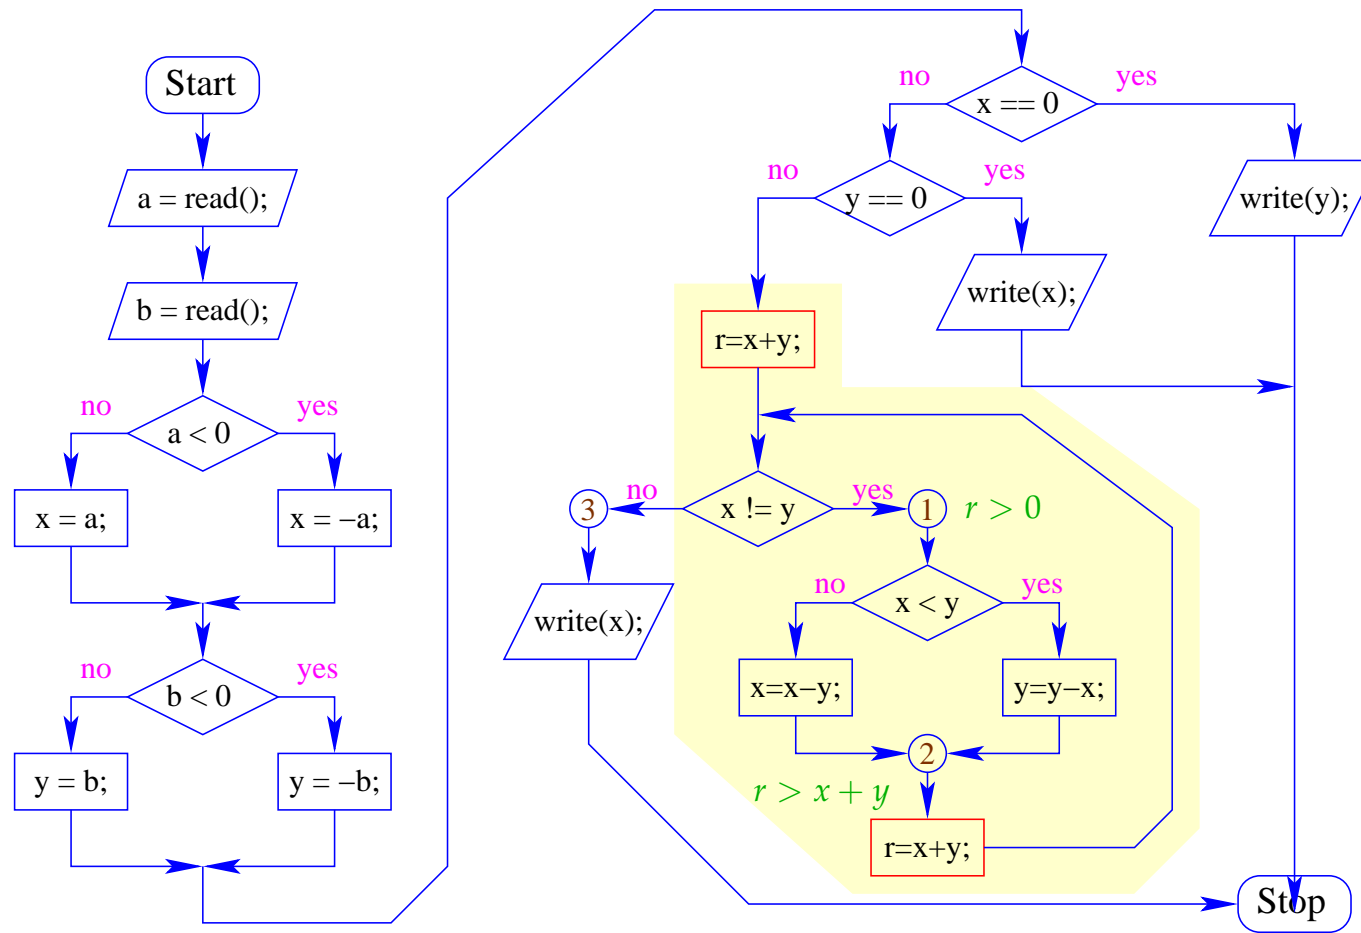 Start
a = read();
b = read();
a < 0
no
yes
x = a;
x = −a;
b < 0
no
yes
y = b;
y = −b;
x == 0
no
yes
y == 0
no
yes
write(y);
write(x);
r=x+y;
x != y
no
yes
3
1
r > 0
write(x);
x < y
no
yes
x=x−y;
y=y−x;
2
r > x + y
r=x+y;
Stop